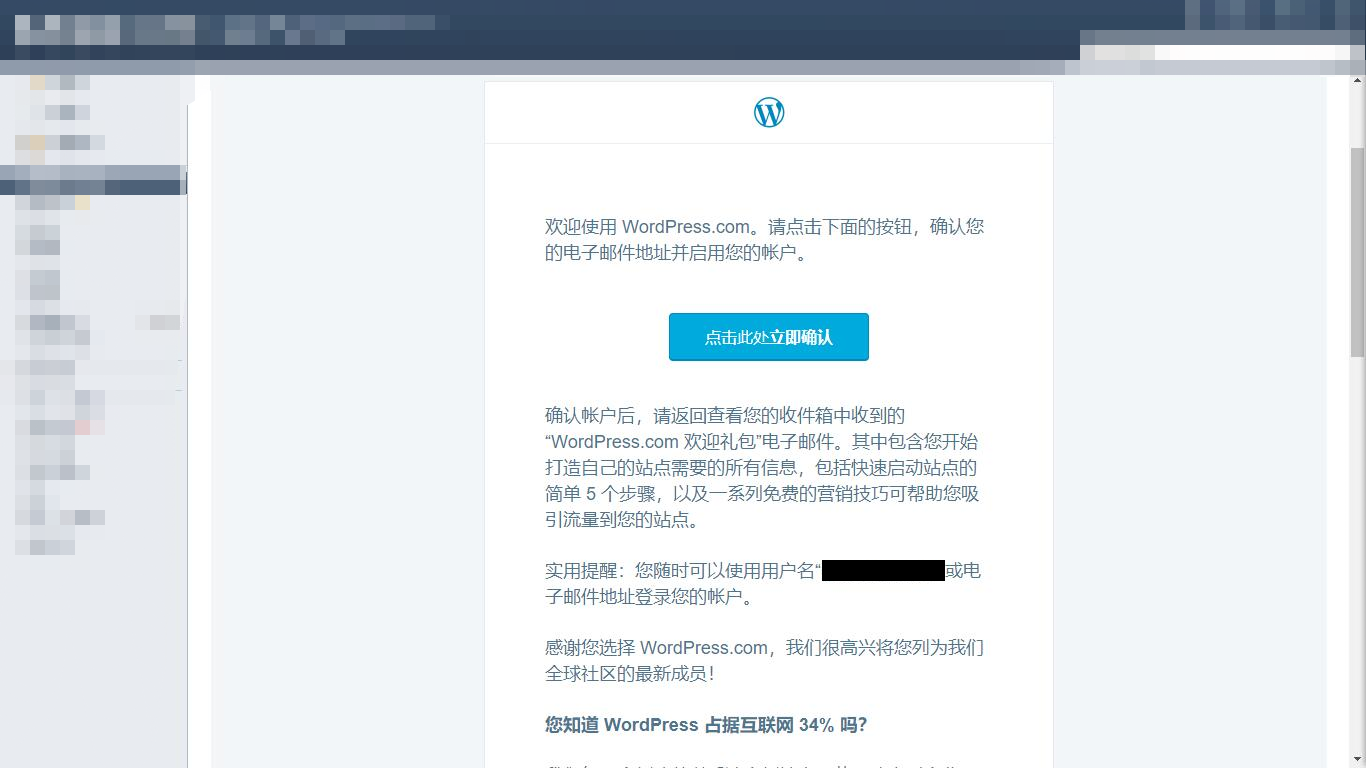 欢迎使用 WordPress.com。请点击下面的按钮，确认您
的电子邮件地址并启用您的帐户。
点击此处立即确认
确认帐户后，请返回查看您的收件箱中收到的
“WordPress.com 欢迎礼包”电子邮件。其中包含您开始
打造自己的站点需要的所有信息，包括快速启动站点的
简单 5 个步骤，以及一系列免费的营销技巧可帮助您吸
引流量到您的站点。
实用提醒：您随时可以使用用户名“ 或电
子邮件地址登录您的帐户。
感谢您选择 WordPress.com，我们很高兴将您列为我们
全球社区的最新成员！
您知道 WordPress 占据互联网 34% 吗？